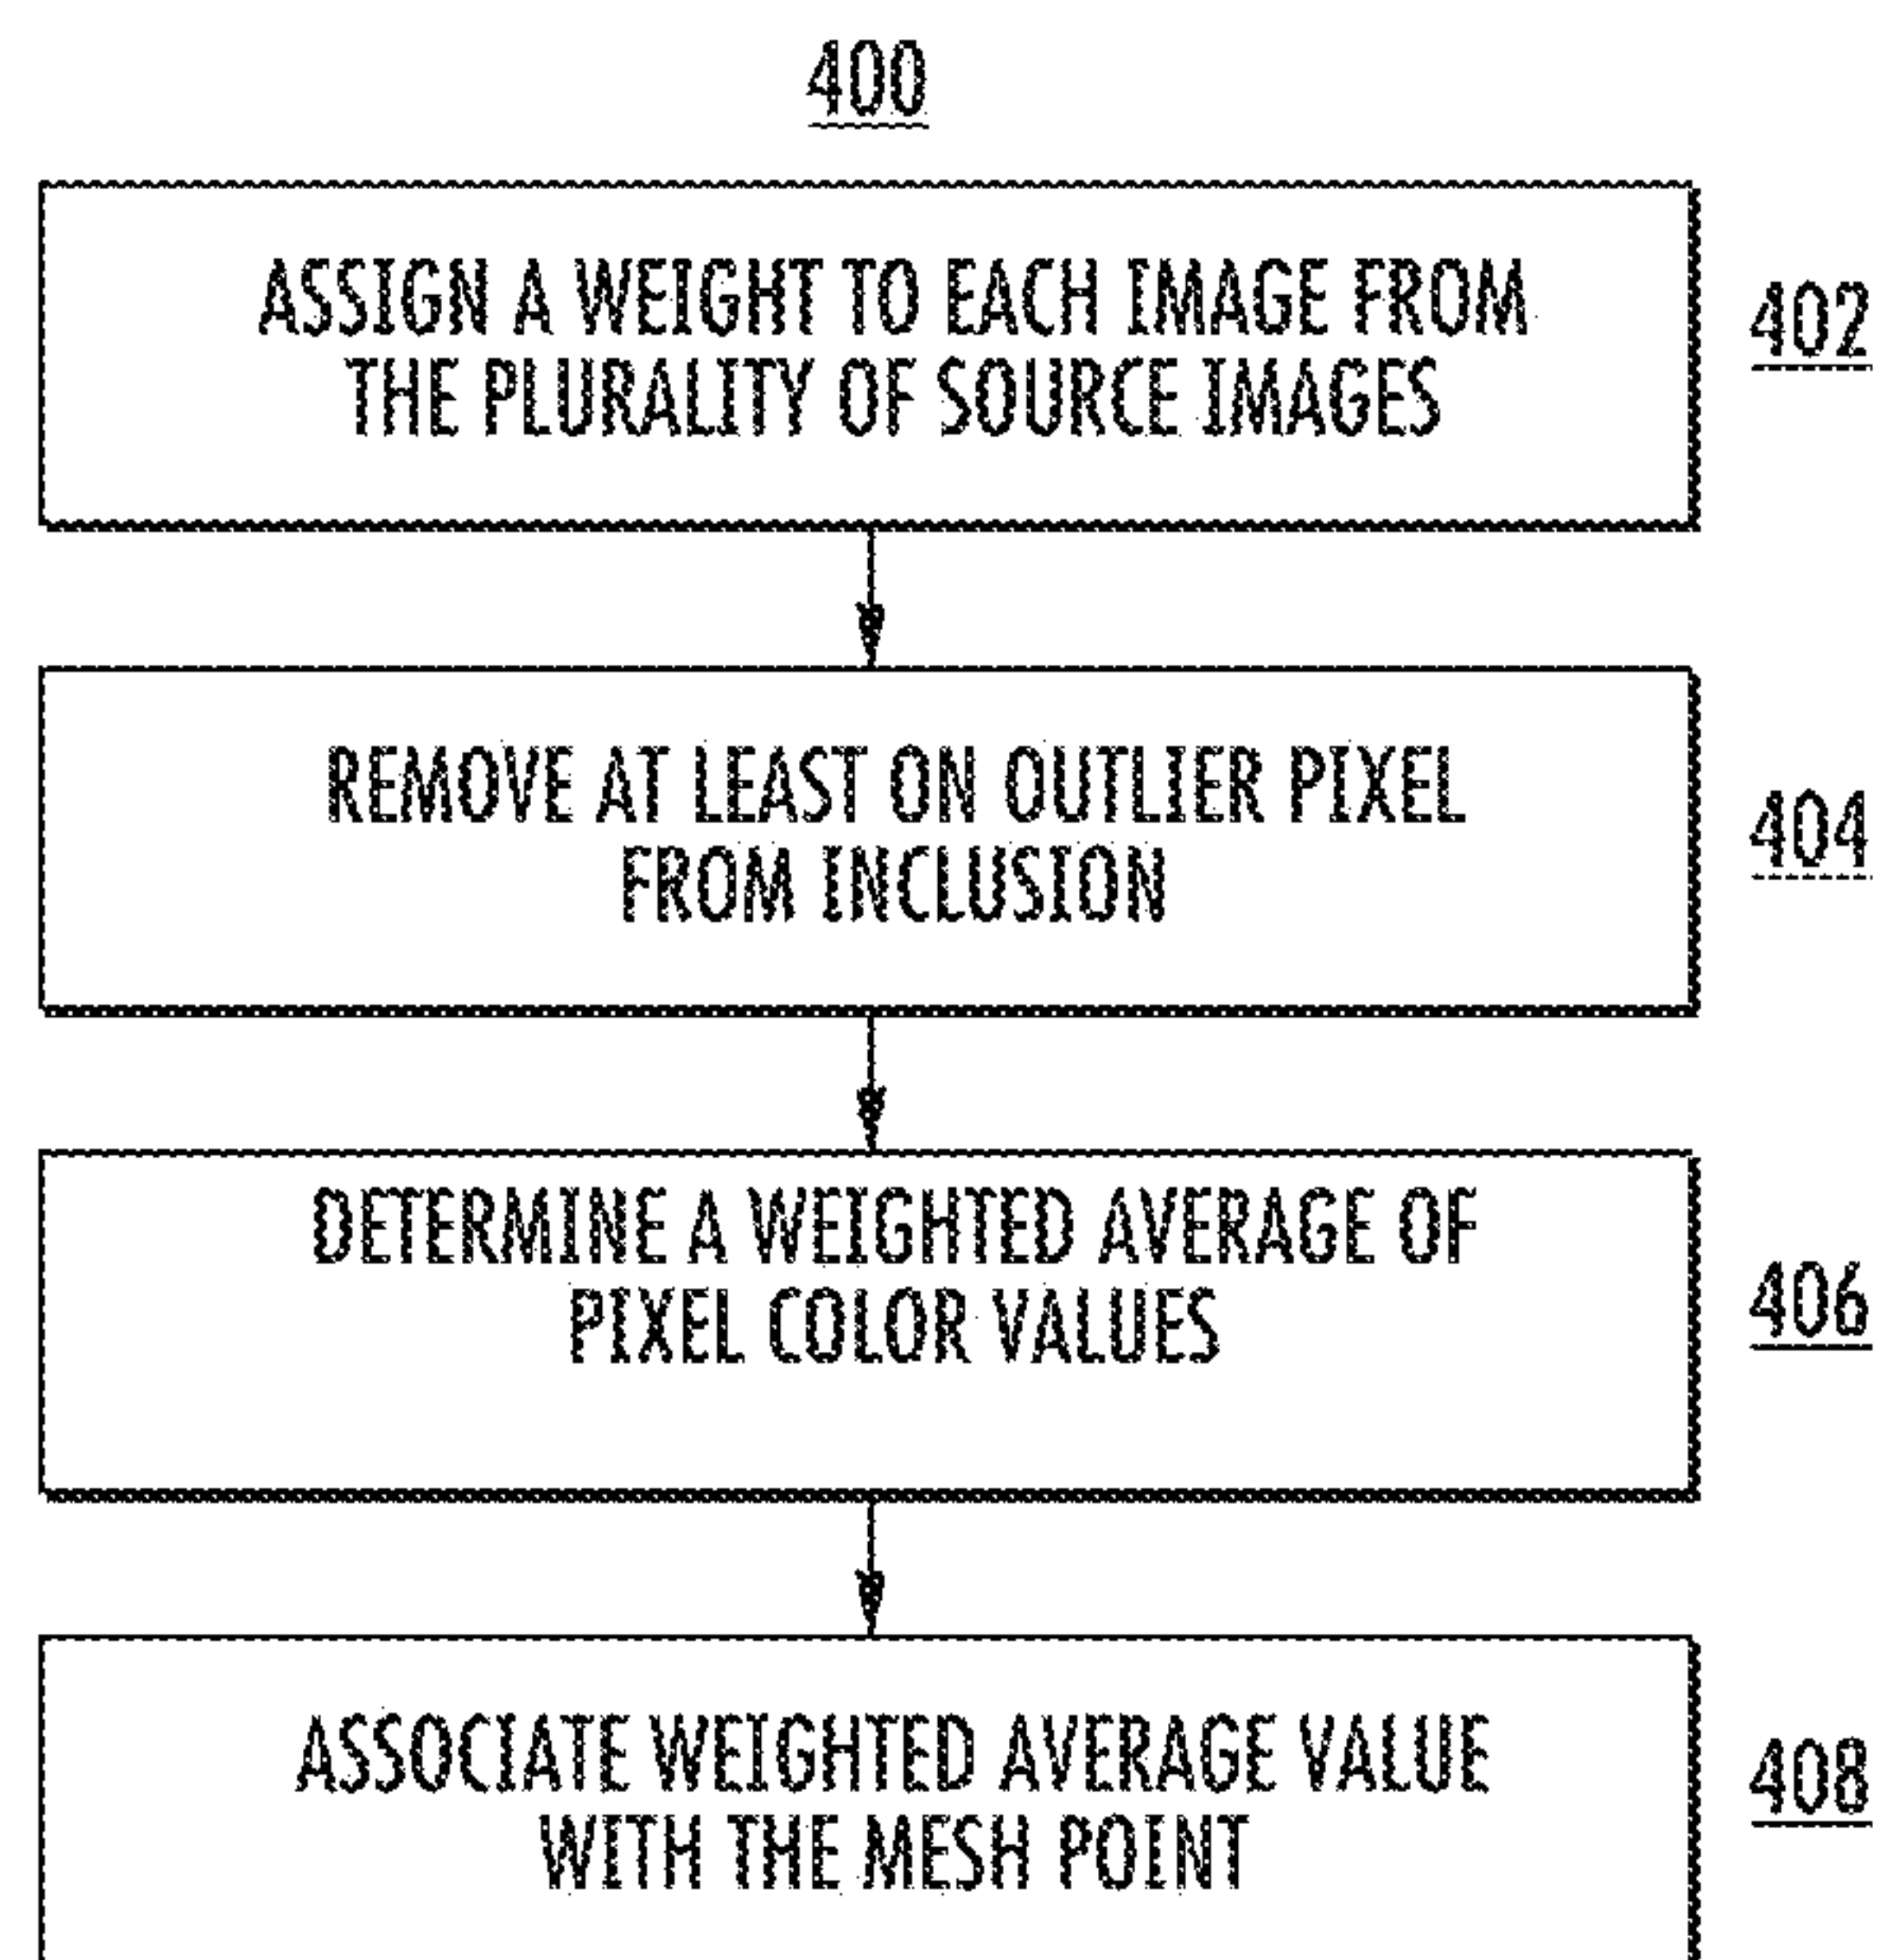 400
ASSIGN A WEIGHT TO EACH IMAGE FROM
THE PLURALITY OF SOURCE IMAGES
402
REMOVE AT LEAST ON OUTLIER PIXEL
FROM INCLUSION
404
DETERMINE A WEIGHTED AVERAGE OF
PIXEL COLOR VALUES
406
ASSOCIATE WEIGHTED AVERAGE VALUE
WITH THE MESH POINT
408